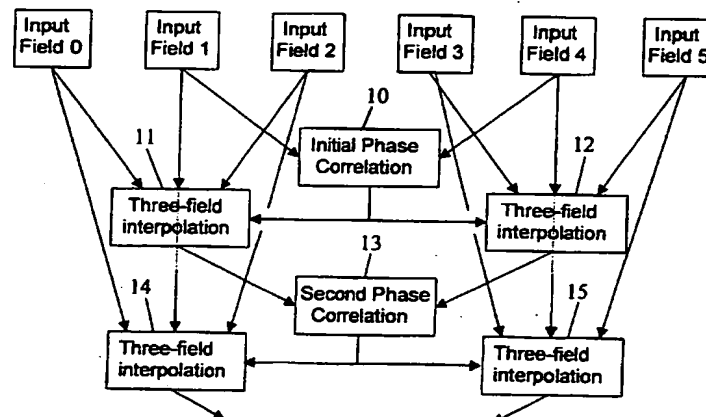 Input
Field 0
Input
Field 1
Input
Field 2
Input
Field 3
Input
Field 4
Input
Field 5
10
Initial Phase
Correlation
11
Three-field
interpolation
12
Three-field
interpolation
13
Second Phase
Correlation
14
Three-field
interpolation
15
Three-field
interpolation